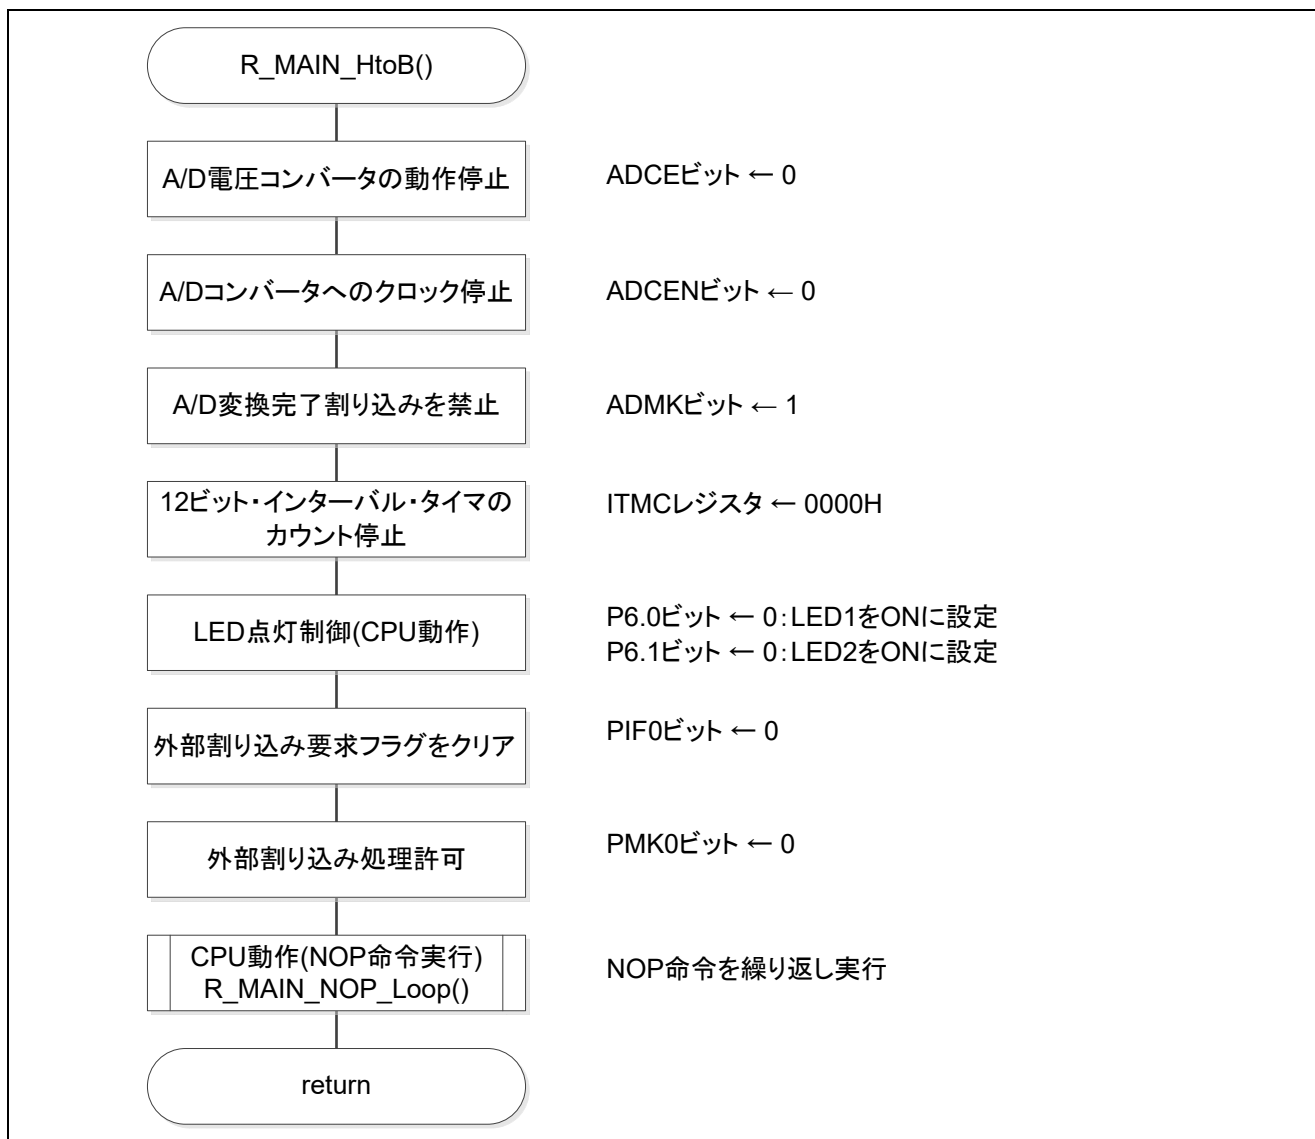 R_MAIN_HtoB()
A/D電圧コンバータの動作停止
ADCEビット ← 0
A/Dコンバータへのクロック停止
ADCENビット ← 0
A/D変換完了割り込みを禁止
ADMKビット ← 1
12ビット・インターバル・タイマの
カウント停止
ITMCレジスタ ← 0000H
LED点灯制御(CPU動作)
P6.0ビット ← 0:LED1をONに設定
P6.1ビット ← 0:LED2をONに設定
外部割り込み要求フラグをクリア
PIF0ビット ← 0
外部割り込み処理許可
PMK0ビット ← 0
CPU動作(NOP命令実行)
R_MAIN_NOP_Loop()
NOP命令を繰り返し実行
return